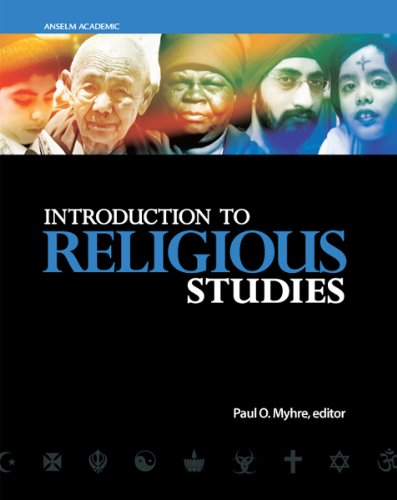 ANSELM ACADEMIC
INTRODUCTION TO
RELIGIOUS
STUDIES
Paul O. Myhre, editor